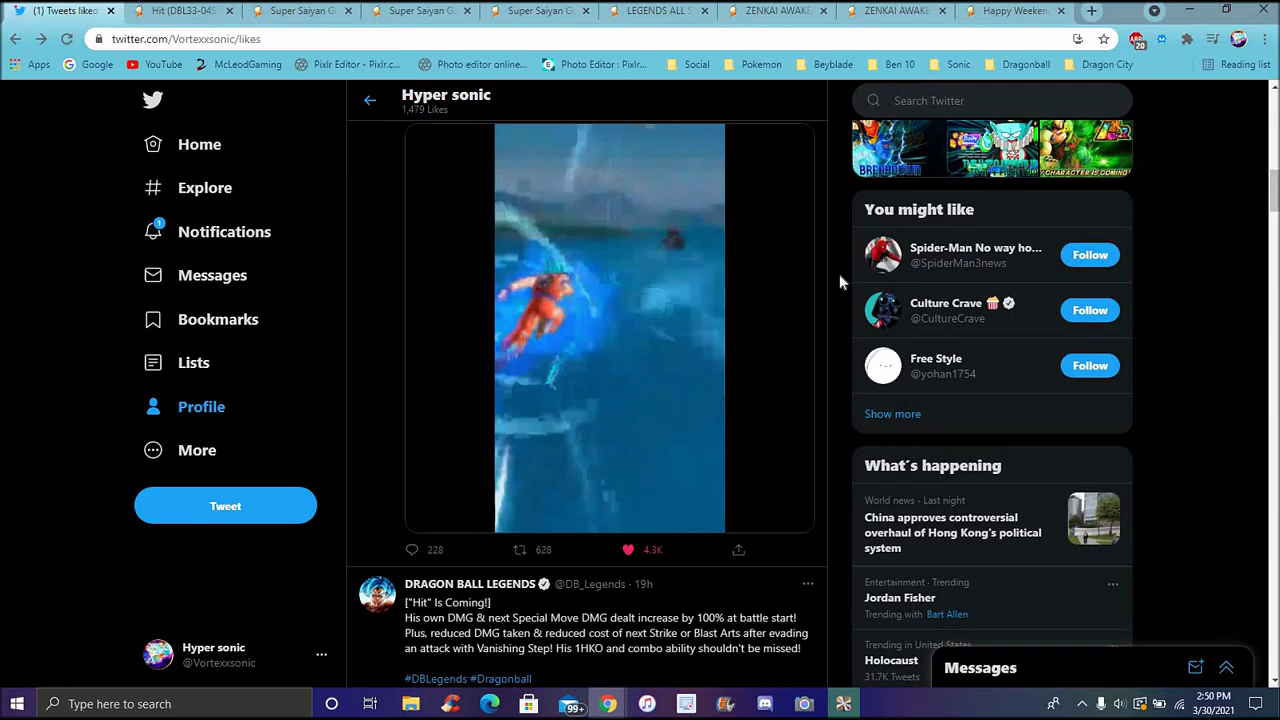 (1) Tweets liked
Hit (DBL33-04S
Super Saiyan G
Super Saiyan G
Super Saiyan G
LEGENDS ALL S
ZENKAI AWAKE
ZENKAI AWAKE
Happy Weeken
twitter.com/Vortexxsonic/likes
20
Apps
Google
YouTube
McLeodGaming
Pixlr Editor - Pixlr.c...
Photo editor online...
Photo Editor : Pixlr...
Social
Pokemon
Beyblade
Ben 10
Sonic
Dragonball
Dragon City
Reading list
Home
Explore
1
Notifications
Messages
Bookmarks
Lists
Profile
More
Tweet
Hyper sonic
@Vortexxsonic
Hyper sonic
1,479 Likes
228
628
4.3K
DRAGON BALL LEGENDS @DB_Legends · 19h
["Hit" Is Coming!]
His own DMG & next Special Move DMG dealt increase by 100% at battle start!
Plus, reduced DMG taken & reduced cost of next Strike or Blast Arts after evading
an attack with Vanishing Step! His 1HKO and combo ability shouldn't be missed!
#DBLegends #Dragonball
Search Twitter
BREAKDOWN
CHARACTER IS COMING!
You might like
Spider-Man No way ho...
@SpiderMan3news
Follow
Culture Crave
@CultureCrave
Follow
Free Style
@yohan1754
Follow
Show more
What's happening
World news · Last night
China approves controversial
overhaul of Hong Kong's political
system
Entertainment · Trending
Jordan Fisher
Trending with Bart Allen
Trending in United States
Holocaust
31.7K Tweets
Messages
Type here to search
99+
2:50 PM
3/30/2021